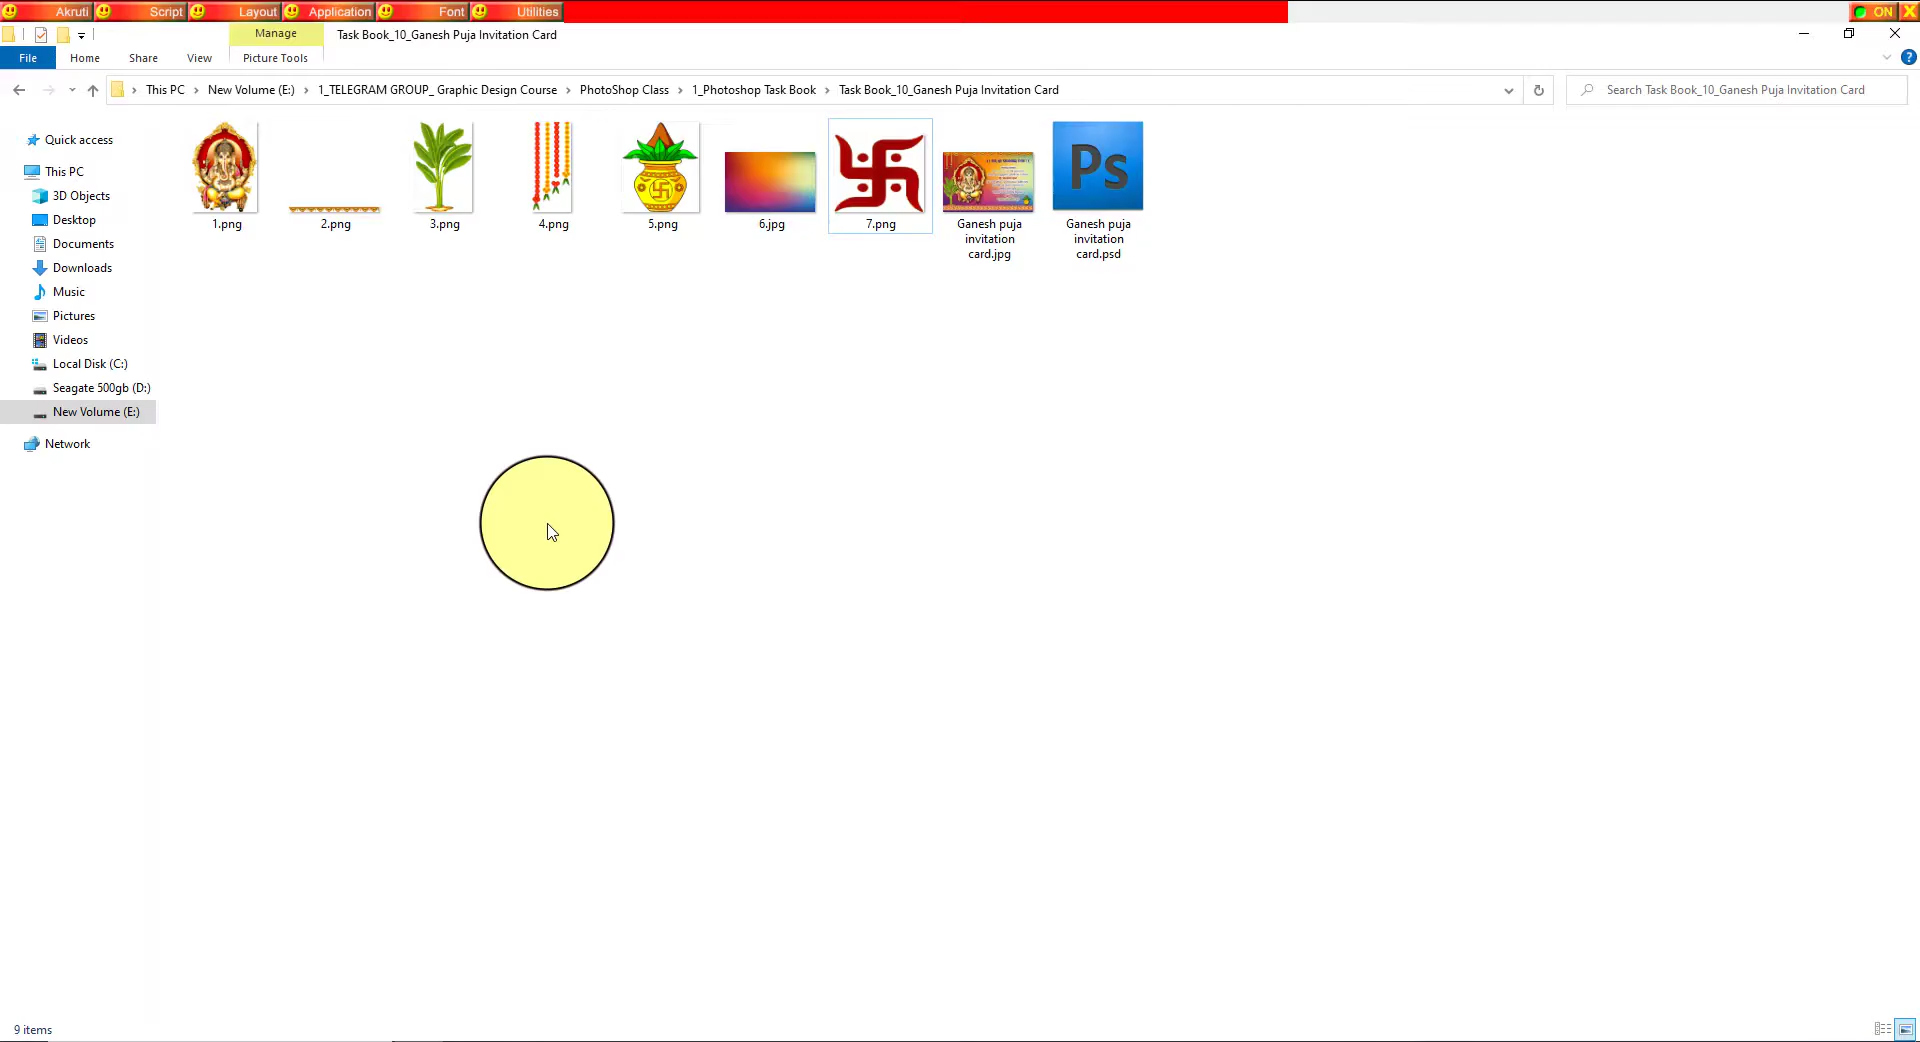 Akruti Script Layout Application Font Utilities ON X
Manage Task Book_10_Ganesh Puja Invitation Card
File Home Share View Picture Tools ?
This PC › New Volume (E:) › 1_TELEGRAM GROUP_ Graphic Design Course › PhotoShop Class › 1_Photoshop Task Book › Task Book_10_Ganesh Puja Invitation Card
Search Task Book_10_Ganesh Puja Invitation Card
Quick access
This PC
3D Objects
Desktop
Documents
Downloads
Music
Pictures
Videos
Local Disk (C:)
Seagate 500gb (D:)
New Volume (E:)
Network
Ps
1.png 2.png 3.png 4.png 5.png 6.jpg 7.png
Ganesh puja
invitation
card.jpg
Ganesh puja
invitation
card.psd
9 items